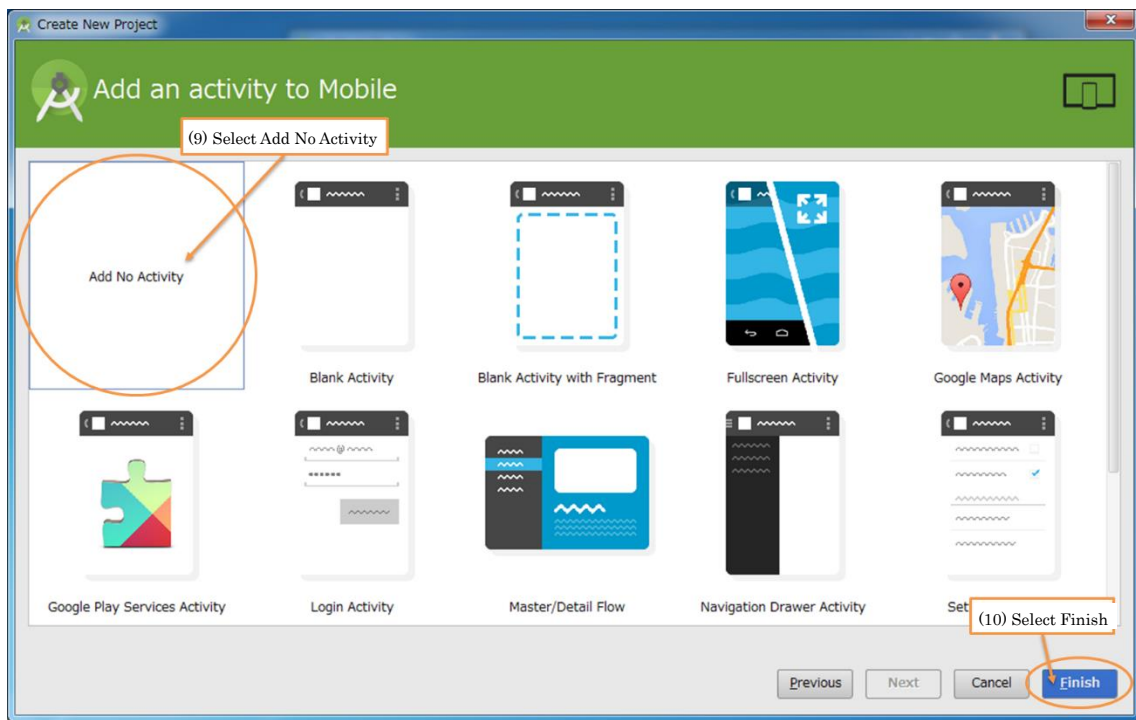 Create New Project
Add an activity to Mobile
(9) Select Add No Activity
Add No Activity
Blank Activity
Blank Activity with Fragment
Fullscreen Activity
Google Maps Activity
Google Play Services Activity
Login Activity
Master/Detail Flow
Navigation Drawer Activity
Set
(10) Select Finish
Previous
Next
Cancel
Finish